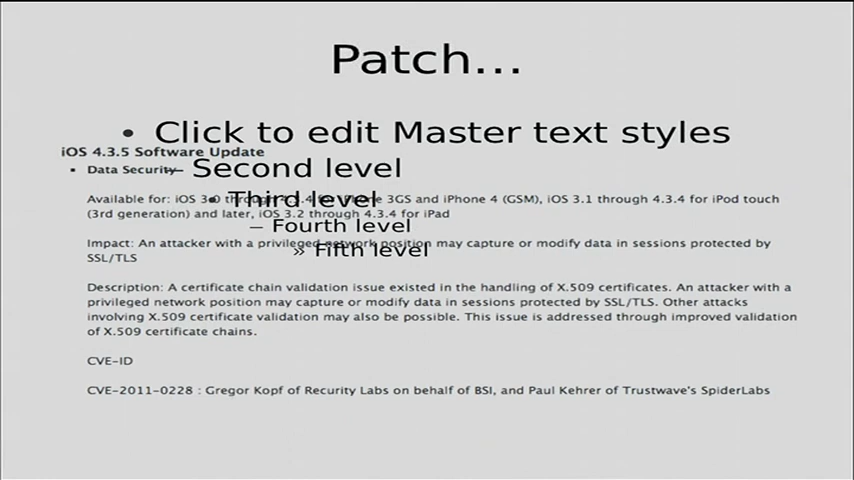 Patch...
• Click to edit Master text styles
iOS 4.3.5 Software Update
– Second level
• Data Security
• Third level
Available for: iOS 3.0 through 4.3.4 for iPhone 3GS and iPhone 4 (GSM), iOS 3.1 through 4.3.4 for iPod touch
(3rd generation) and later, iOS 3.2 through 4.3.4 for iPad
– Fourth level
Impact: An attacker with a privileged network position may capture or modify data in sessions protected by
» Fifth level
SSL/TLS
Description: A certificate chain validation issue existed in the handling of X.509 certificates. An attacker with a
privileged network position may capture or modify data in sessions protected by SSL/TLS. Other attacks
involving X.509 certificate validation may also be possible. This issue is addressed through improved validation
of X.509 certificate chains.
CVE-ID
CVE-2011-0228 : Gregor Kopf of Recurity Labs on behalf of BSI, and Paul Kehrer of Trustwave's SpiderLabs